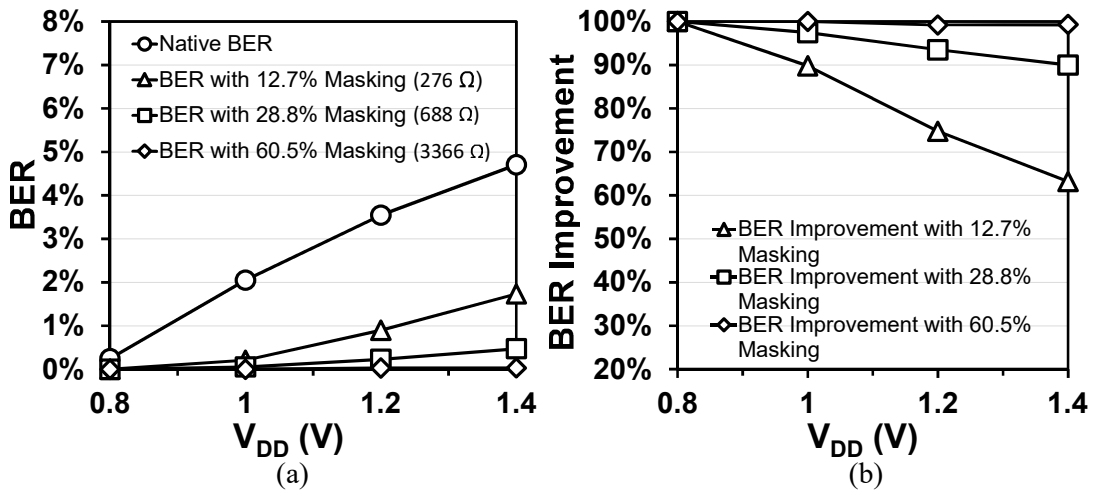 8%
7%
6%
5%
4%
3%
2%
1%
0%
BER
Native BER
BER with 12.7% Masking (276 Ω)
BER with 28.8% Masking (688 Ω)
BER with 60.5% Masking (3366 Ω)
0.8
1
1.2
1.4
VDD (V)
(a)
100%
90%
80%
70%
60%
50%
40%
30%
20%
BER Improvement
BER Improvement with 12.7%
Masking
BER Improvement with 28.8%
Masking
BER Improvement with 60.5%
Masking
0.8
1
1.2
1.4
VDD (V)
(b)